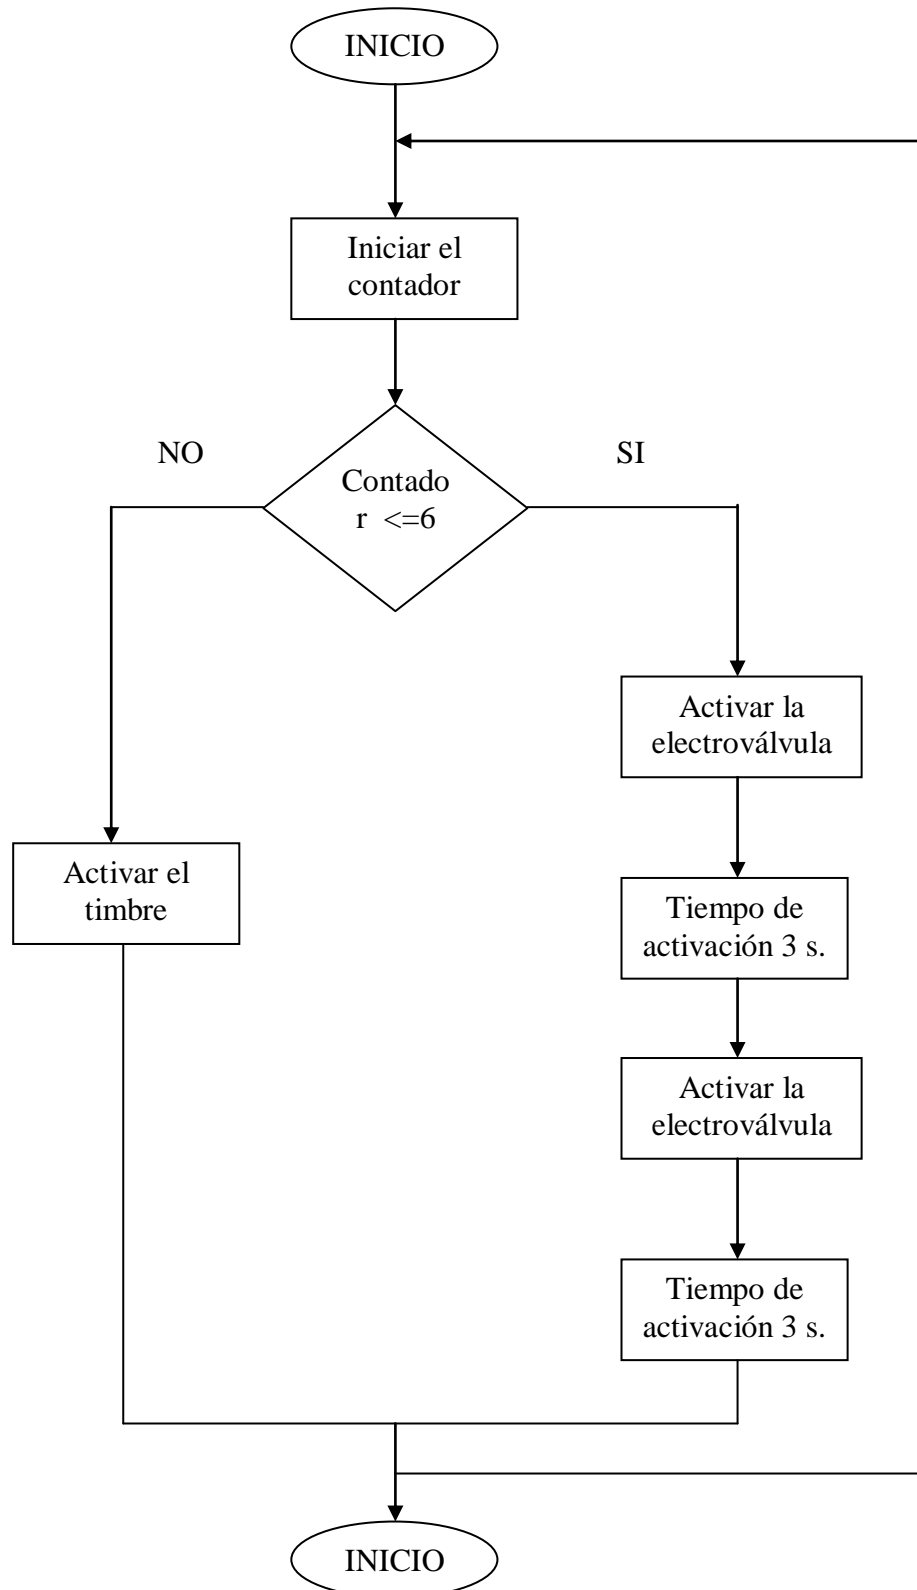 INICIO
Iniciar el
contador
NO
SI
Contado
r <=6
Activar la
electroválvula
Activar el
timbre
Tiempo de
activación 3 s.
Activar la
electroválvula
Tiempo de
activación 3 s.
INICIO